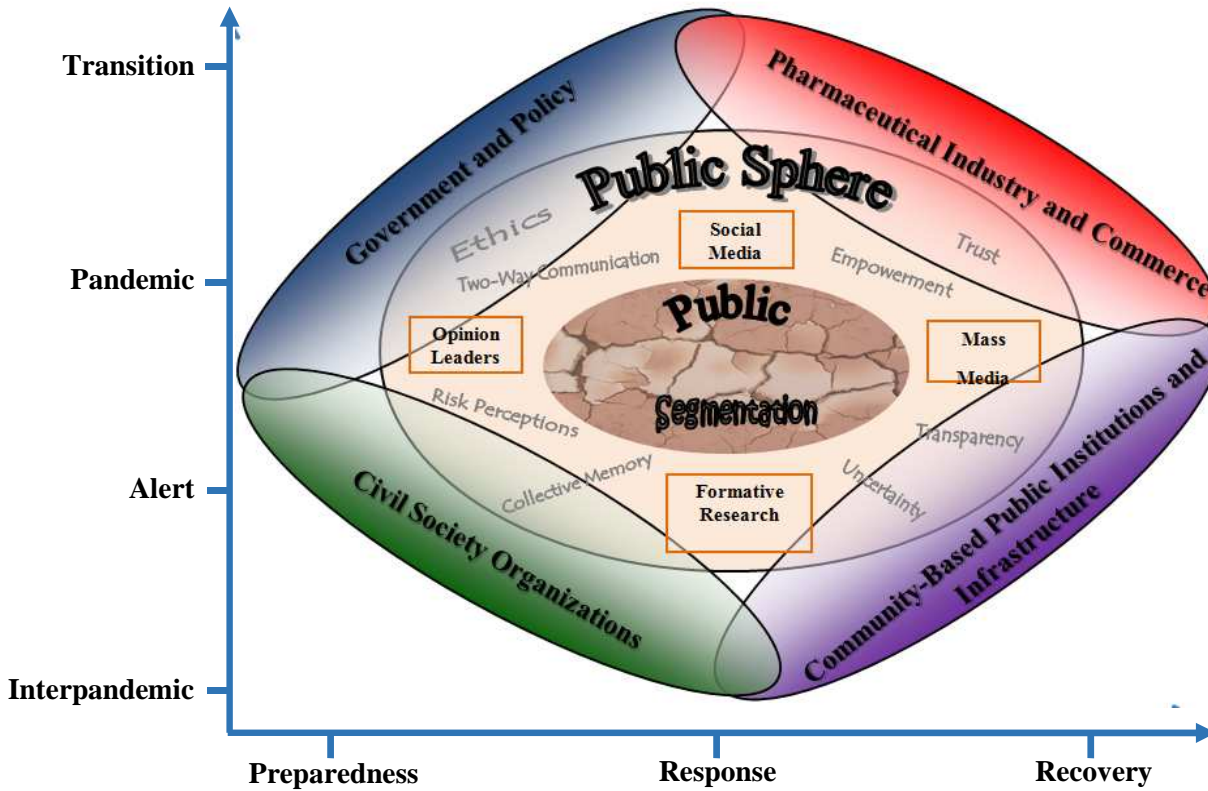 Transition
Pandemic
Alert
Interpandemic
Government and Policy
Pharmaceutical Industry and Commerce
Public Sphere
Ethics
Two-Way Communication
Social
Media
Empowerment
Trust
Opinion
Leaders
Public
Segmentation
Mass
Media
Risk Perceptions
Collective Memory
Formative
Research
Uncertainty
Transparency
Civil Society Organizations
Community-Based Public Institutions and
Infrastructure
Preparedness
Response
Recovery